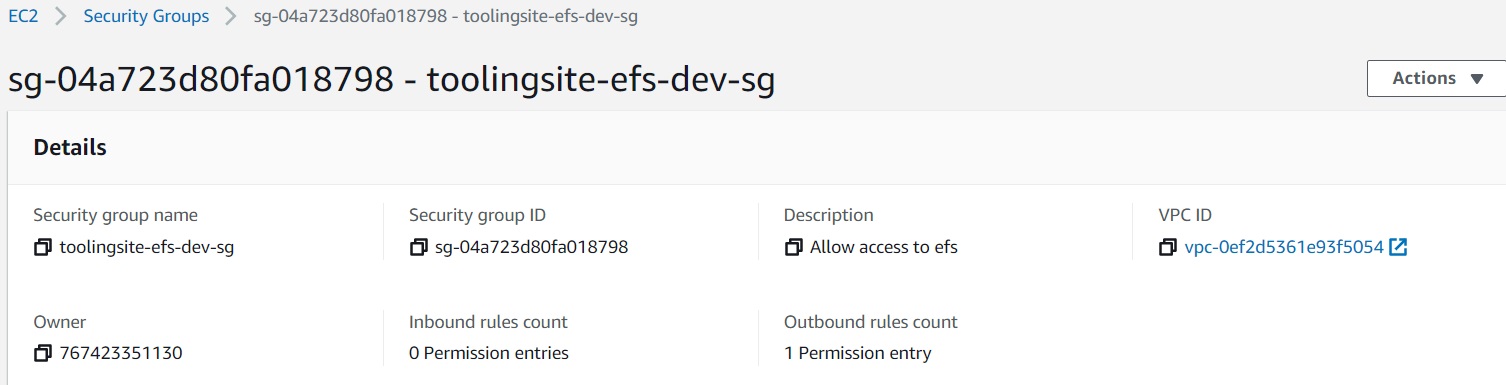 EC2 > Security Groups > sg-04a723d80fa018798 - toolingsite-efs-dev-sg
sg-04a723d80fa018798 - toolingsite-efs-dev-sg
Actions
Details
Security group name
toolingsite-efs-dev-sg
Security group ID
sg-04a723d80fa018798
Description
Allow access to efs
VPC ID
vpc-0ef2d5361e93f5054
Owner
767423351130
Inbound rules count
0 Permission entries
Outbound rules count
1 Permission entry